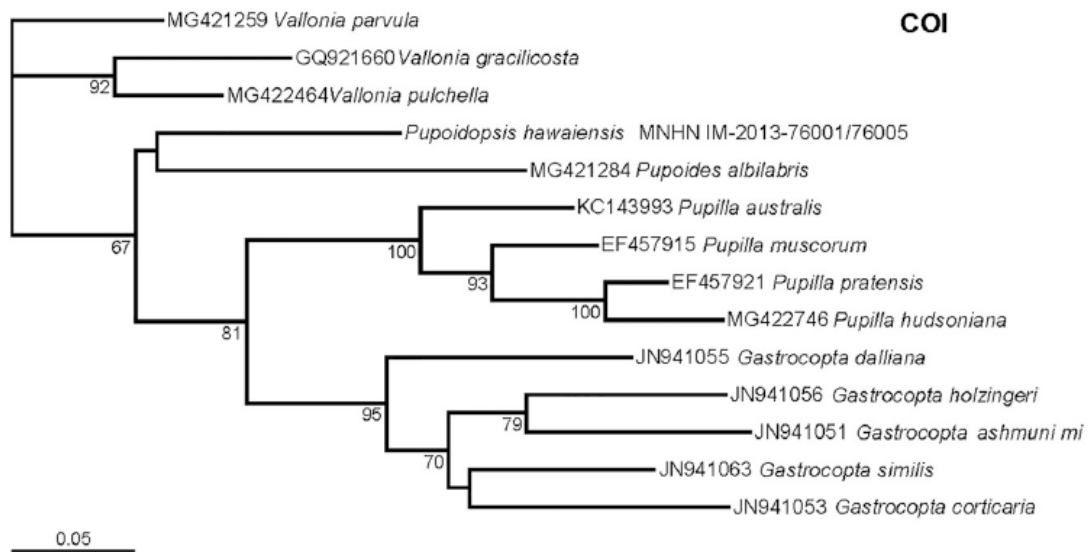 COI
MG421259 Vallonia parvula
GQ921660 Vallonia gracilicosta
92
MG422464 Vallonia pulchella
Pupoidopsis hawaiensis MNHN IM-2013-76001/76005
MG421284 Pupoides albilabris
67
KC143993 Pupilla australis
100
EF457915 Pupilla muscorum
93
EF457921 Pupilla pratensis
100
MG422746 Pupilla hudsoniana
81
JN941055 Gastrocopta dalliana
95
JN941056 Gastrocopta holzingeri
79
JN941051 Gastrocopta ashmuni mi
70
JN941063 Gastrocopta similis
JN941053 Gastrocopta corticaria
0.05